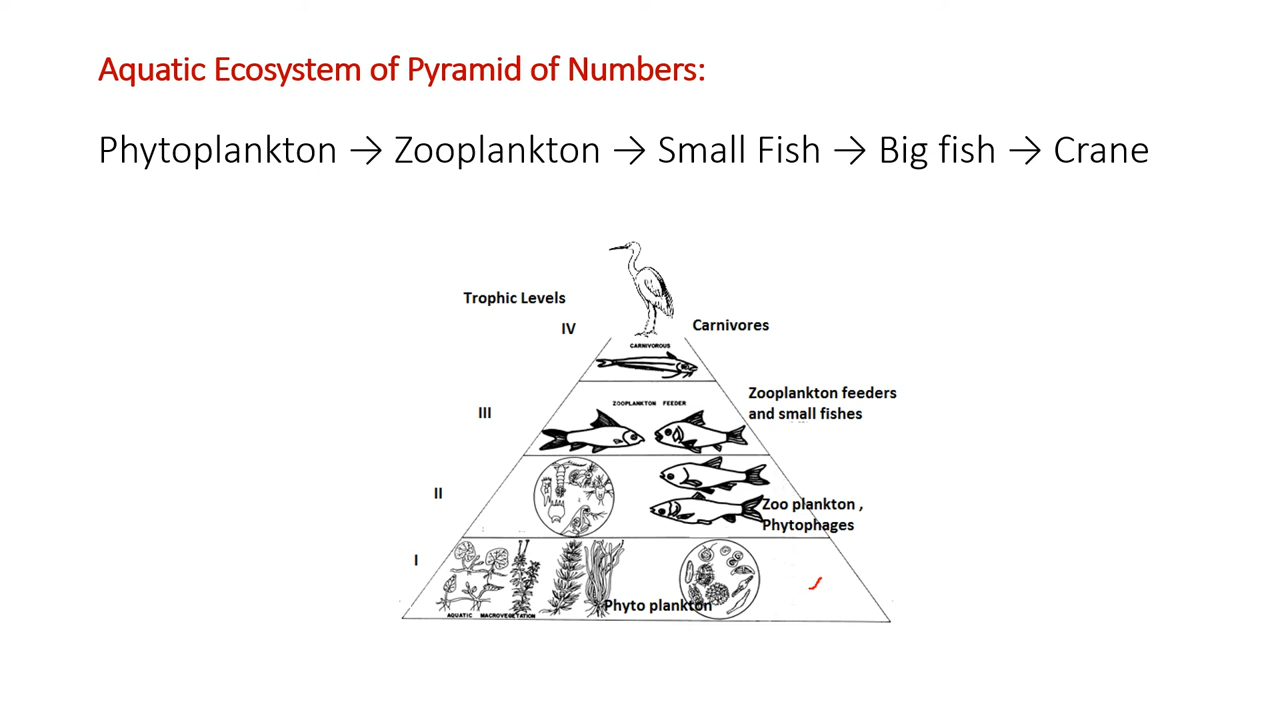 Aquatic Ecosystem of Pyramid of Numbers:
Phytoplankton → Zooplankton → Small Fish → Big fish → Crane
Trophic Levels
IV
Carnivores
CARNIVOROUS
III
ZOOPLANKTON FEEDER
Zooplankton feeders
and small fishes
II
Zoo plankton ,
Phytophages
I
Phyto plankton
AQUATIC MACROVEGETATION